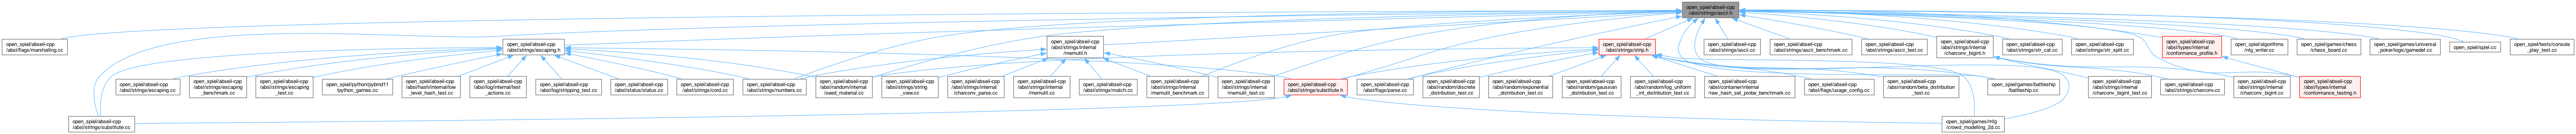 open_spiel/abseil-cpp
/absl/strings/ascii.h
open_spiel/abseil-cpp
/absl/flags/marshalling.cc
open_spiel/abseil-cpp
/absl/strings/escaping.h
open_spiel/abseil-cpp
/absl/strings/internal
/memutil.h
open_spiel/abseil-cpp
/absl/strings/strip.h
open_spiel/abseil-cpp
/absl/strings/ascii.cc
open_spiel/abseil-cpp
/absl/strings/ascii_benchmark.cc
open_spiel/abseil-cpp
/absl/strings/ascii_test.cc
open_spiel/abseil-cpp
/absl/strings/internal
/charconv_bigint.h
open_spiel/abseil-cpp
/absl/strings/str_cat.cc
open_spiel/abseil-cpp
/absl/strings/str_split.cc
open_spiel/abseil-cpp
/absl/types/internal
/conformance_profile.h
open_spiel/algorithms
/nfg_writer.cc
open_spiel/games/chess
/chess_board.cc
open_spiel/games/universal
_poker/logic/gamedef.cc
open_spiel/spiel.cc
open_spiel/tests/console
_play_test.cc
open_spiel/abseil-cpp
/absl/strings/escaping.cc
open_spiel/abseil-cpp
/absl/strings/escaping
_benchmark.cc
open_spiel/abseil-cpp
/absl/strings/escaping
_test.cc
open_spiel/python/pybind11
/python_games.cc
open_spiel/abseil-cpp
/absl/hash/internal/low
_level_hash_test.cc
open_spiel/abseil-cpp
/absl/log/internal/test
_actions.cc
open_spiel/abseil-cpp
/absl/log/stripping_test.cc
open_spiel/abseil-cpp
/absl/status/status.cc
open_spiel/abseil-cpp
/absl/strings/cord.cc
open_spiel/abseil-cpp
/absl/strings/numbers.cc
open_spiel/abseil-cpp
/absl/random/internal
/seed_material.cc
open_spiel/abseil-cpp
/absl/strings/string
_view.cc
open_spiel/abseil-cpp
/absl/strings/internal
/charconv_parse.cc
open_spiel/abseil-cpp
/absl/strings/internal
/memutil.cc
open_spiel/abseil-cpp
/absl/strings/match.cc
open_spiel/abseil-cpp
/absl/strings/internal
/memutil_benchmark.cc
open_spiel/abseil-cpp
/absl/strings/internal
/memutil_test.cc
open_spiel/abseil-cpp
/absl/strings/substitute.h
open_spiel/abseil-cpp
/absl/flags/parse.cc
open_spiel/abseil-cpp
/absl/random/discrete
_distribution_test.cc
open_spiel/abseil-cpp
/absl/random/exponential
_distribution_test.cc
open_spiel/abseil-cpp
/absl/random/gaussian
_distribution_test.cc
open_spiel/abseil-cpp
/absl/random/log_uniform
_int_distribution_test.cc
open_spiel/abseil-cpp
/absl/container/internal
/raw_hash_set_probe_benchmark.cc
open_spiel/abseil-cpp
/absl/flags/usage_config.cc
open_spiel/abseil-cpp
/absl/random/beta_distribution
_test.cc
open_spiel/games/battleship
/battleship.cc
open_spiel/abseil-cpp
/absl/strings/internal
/charconv_bigint_test.cc
open_spiel/abseil-cpp
/absl/strings/charconv.cc
open_spiel/abseil-cpp
/absl/strings/internal
/charconv_bigint.cc
open_spiel/abseil-cpp
/absl/types/internal
/conformance_testing.h
open_spiel/abseil-cpp
/absl/strings/substitute.cc
open_spiel/games/mfg
/crowd_modelling_2d.cc